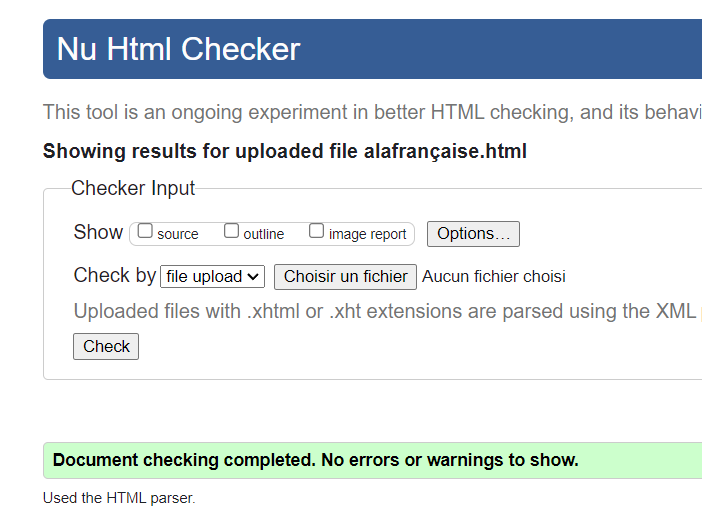 Nu Html Checker
This tool is an ongoing experiment in better HTML checking, and its behavi
Showing results for uploaded file alafrançaise.html
Checker Input
Show source outline image report Options…
Check by file upload Choisir un fichier Aucun fichier choisi
Uploaded files with .xhtml or .xht extensions are parsed using the XML
Check
Document checking completed. No errors or warnings to show.
Used the HTML parser.